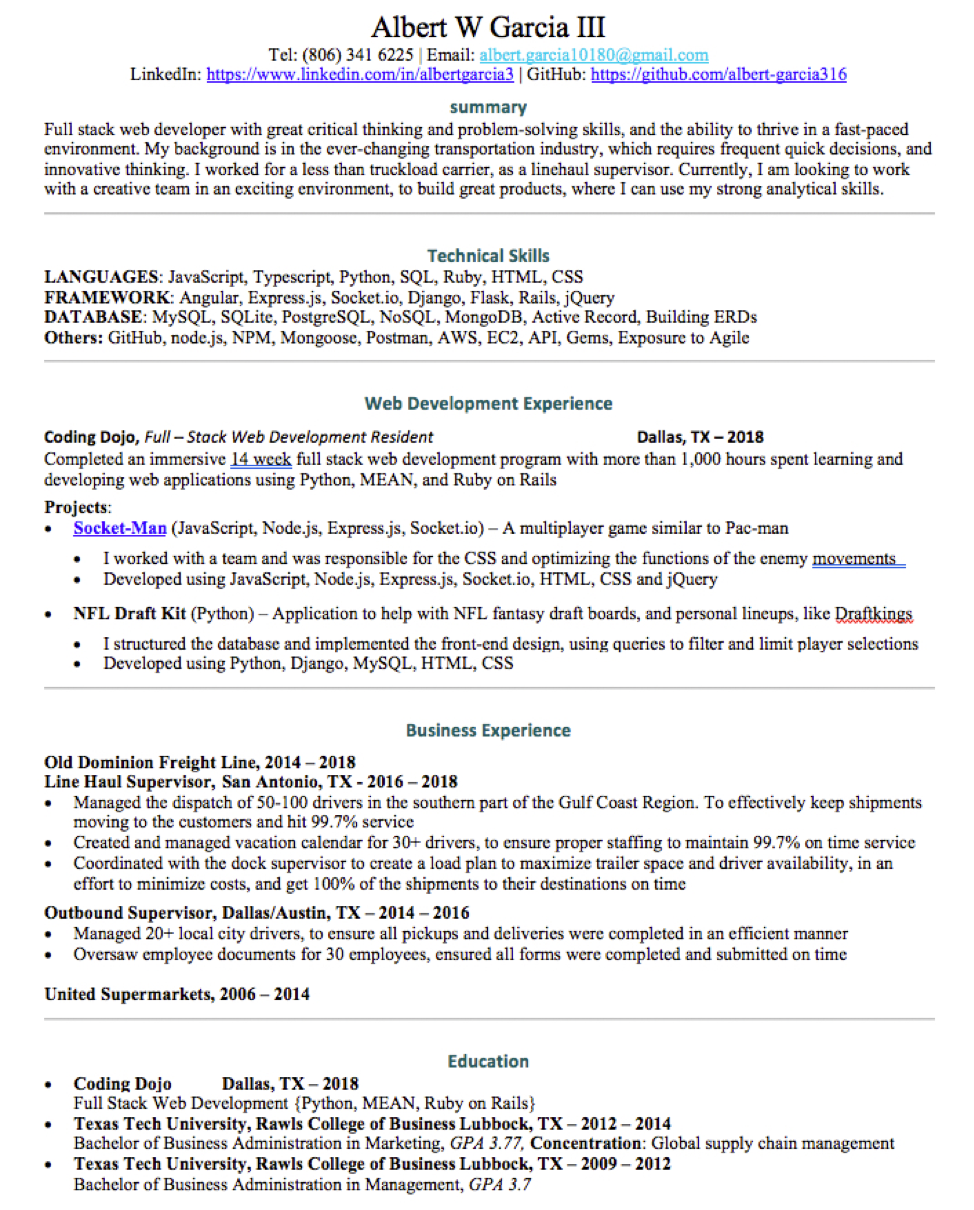 Albert W Garcia III
Tel: (806) 341 6225 | Email: albert.garcia10180@gmail.com
LinkedIn: https://www.linkedin.com/in/albertgarcia3 | GitHub: https://github.com/albert-garcia316
summary
Full stack web developer with great critical thinking and problem-solving skills, and the ability to thrive in a fast-paced
environment. My background is in the ever-changing transportation industry, which requires frequent quick decisions, and
innovative thinking. I worked for a less than truckload carrier, as a linehaul supervisor. Currently, I am looking to work
with a creative team in an exciting environment, to build great products, where I can use my strong analytical skills.
Technical Skills
LANGUAGES: JavaScript, Typescript, Python, SQL, Ruby, HTML, CSS
FRAMEWORK: Angular, Express.js, Socket.io, Django, Flask, Rails, jQuery
DATABASE: MySQL, SQLite, PostgreSQL, NoSQL, MongoDB, Active Record, Building ERDs
Others: GitHub, node.js, NPM, Mongoose, Postman, AWS, EC2, API, Gems, Exposure to Agile
Web Development Experience
Coding Dojo, Full – Stack Web Development Resident Dallas, TX – 2018
Completed an immersive 14 week full stack web development program with more than 1,000 hours spent learning and
developing web applications using Python, MEAN, and Ruby on Rails
Projects:
• Socket-Man (JavaScript, Node.js, Express.js, Socket.io) – A multiplayer game similar to Pac-man
• I worked with a team and was responsible for the CSS and optimizing the functions of the enemy movements
• Developed using JavaScript, Node.js, Express.js, Socket.io, HTML, CSS and jQuery
• NFL Draft Kit (Python) – Application to help with NFL fantasy draft boards, and personal lineups, like Draftkings
• I structured the database and implemented the front-end design, using queries to filter and limit player selections
• Developed using Python, Django, MySQL, HTML, CSS
Business Experience
Old Dominion Freight Line, 2014 – 2018
Line Haul Supervisor, San Antonio, TX - 2016 – 2018
• Managed the dispatch of 50-100 drivers in the southern part of the Gulf Coast Region. To effectively keep shipments
moving to the customers and hit 99.7% service
• Created and managed vacation calendar for 30+ drivers, to ensure proper staffing to maintain 99.7% on time service
• Coordinated with the dock supervisor to create a load plan to maximize trailer space and driver availability, in an
effort to minimize costs, and get 100% of the shipments to their destinations on time
Outbound Supervisor, Dallas/Austin, TX – 2014 – 2016
• Managed 20+ local city drivers, to ensure all pickups and deliveries were completed in an efficient manner
• Oversaw employee documents for 30 employees, ensured all forms were completed and submitted on time
United Supermarkets, 2006 – 2014
Education
• Coding Dojo Dallas, TX – 2018
Full Stack Web Development {Python, MEAN, Ruby on Rails}
• Texas Tech University, Rawls College of Business Lubbock, TX – 2012 – 2014
Bachelor of Business Administration in Marketing, GPA 3.77, Concentration: Global supply chain management
• Texas Tech University, Rawls College of Business Lubbock, TX – 2009 – 2012
Bachelor of Business Administration in Management, GPA 3.7